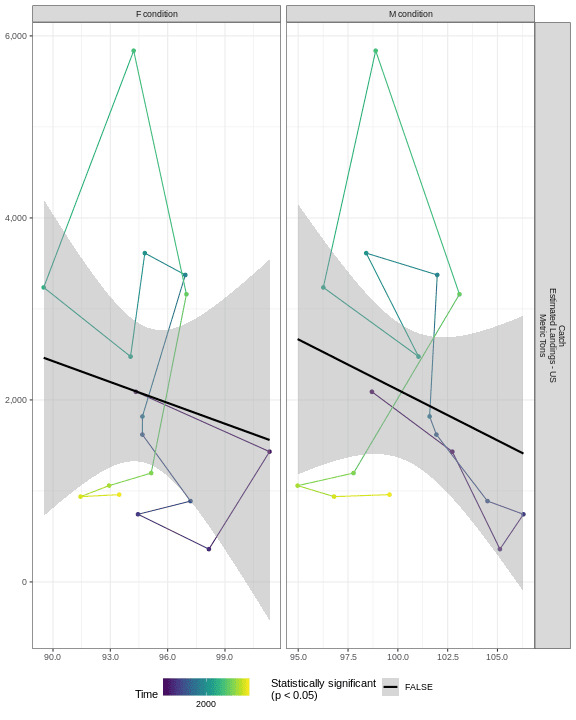 F condition
M condition
6,000
4,000
2,000
0
Catch
Estimated Landings - US
Metric Tons
90.0
93.0
96.0
99.0
95.0
97.5
100.0
102.5
105.0
Time
2000
Statistically significant
(p < 0.05)
FALSE